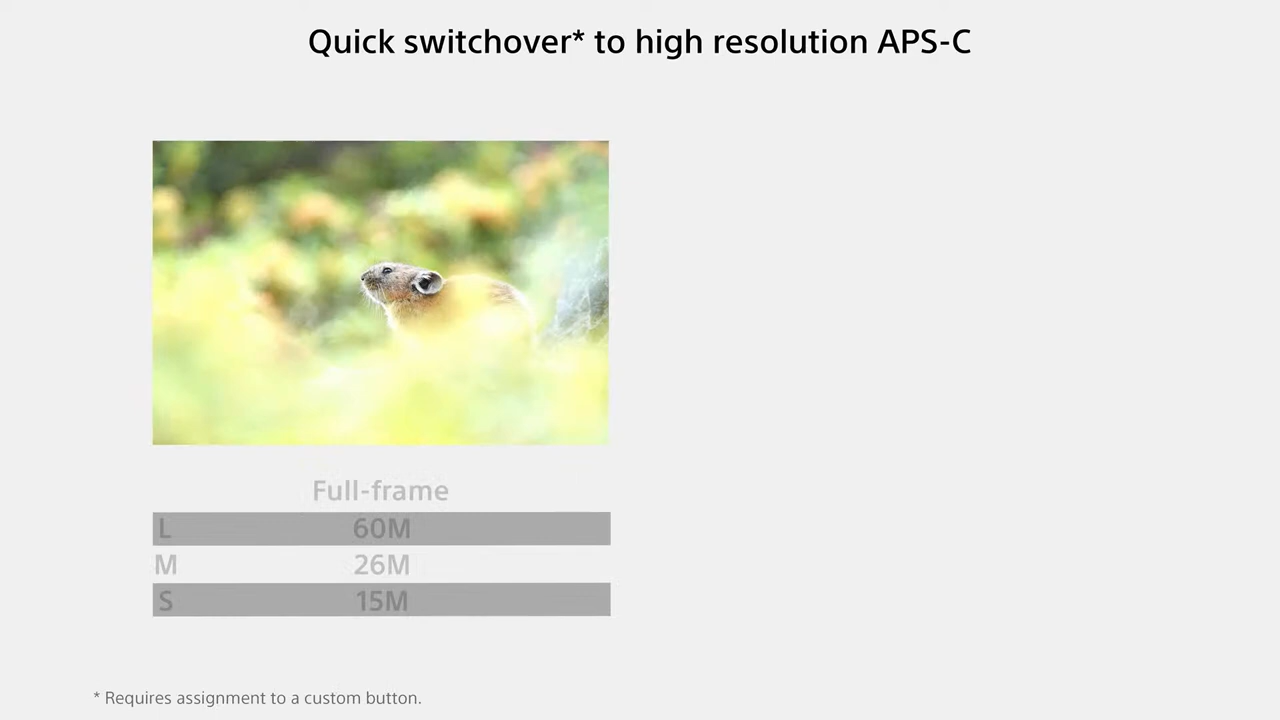 Quick switchover* to high resolution APS-C
Full-frame
L 60M
M 26M
S 15M
* Requires assignment to a custom button.